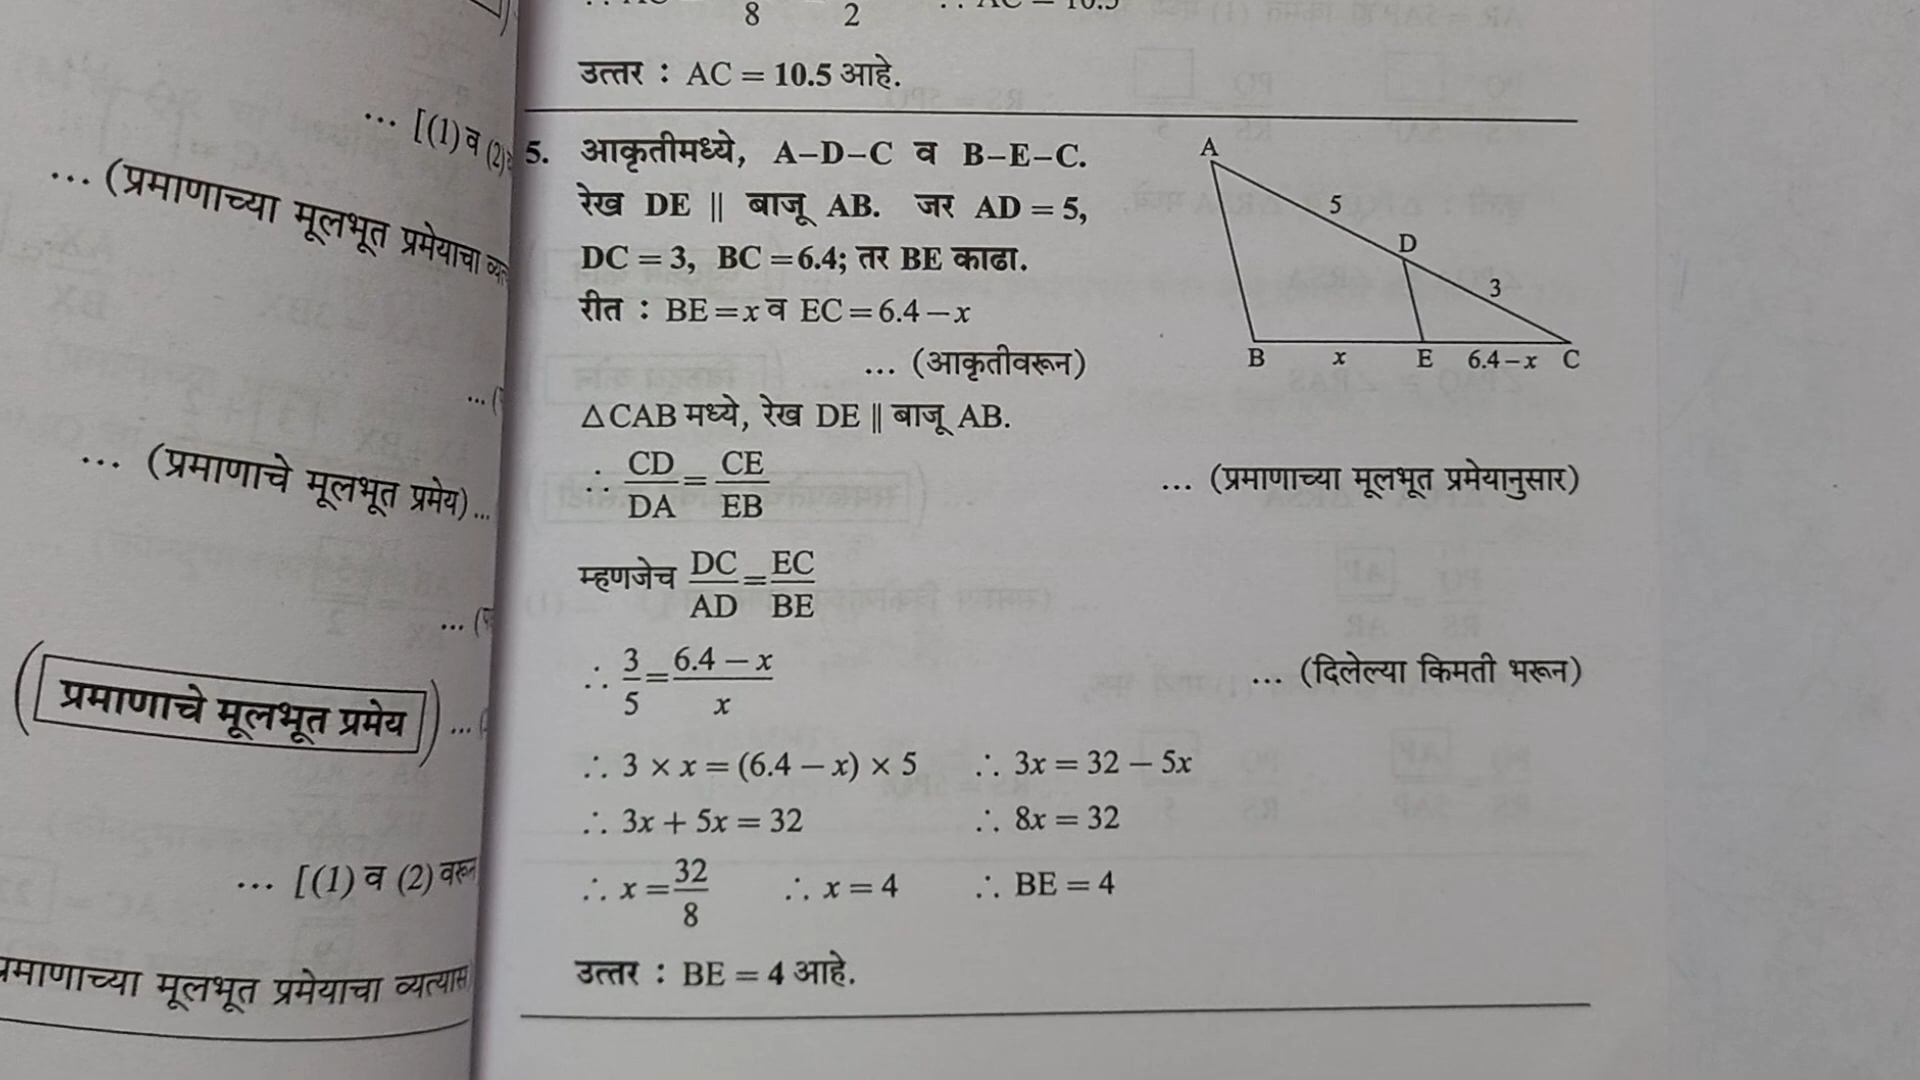 ... [(1) व (2)
... (प्रमाणाच्या मूलभूत प्रमेयाचा
... (प्रमाणाचे मूलभूत प्रमेय) ...
(प्रमाणाचे मूलभूत प्रमेय) ...
... [(1) व (2) वरून
प्रमाणाच्या मूलभूत प्रमेयाचा व्यत्यास
8 2
उत्तर : AC = 10.5 आहे.
5. आकृतीमध्ये, A–D–C व B–E–C.
रेख DE || बाजू AB. जर AD = 5,
DC = 3, BC = 6.4; तर BE काढा.
रीत : BE = x व EC = 6.4 – x
... (आकृतीवरून)
A
5
D
3
B x E 6.4 – x C
△CAB मध्ये, रेख DE || बाजू AB.
∴ CD/DA = CE/EB ... (प्रमाणाच्या मूलभूत प्रमेयानुसार)
म्हणजेच DC/AD = EC/BE
∴ 3/5 = 6.4 – x/x ... (दिलेल्या किमती भरून)
∴ 3 × x = (6.4 – x) × 5 ∴ 3x = 32 – 5x
∴ 3x + 5x = 32 ∴ 8x = 32
∴ x = 32/8 ∴ x = 4 ∴ BE = 4
उत्तर : BE = 4 आहे.